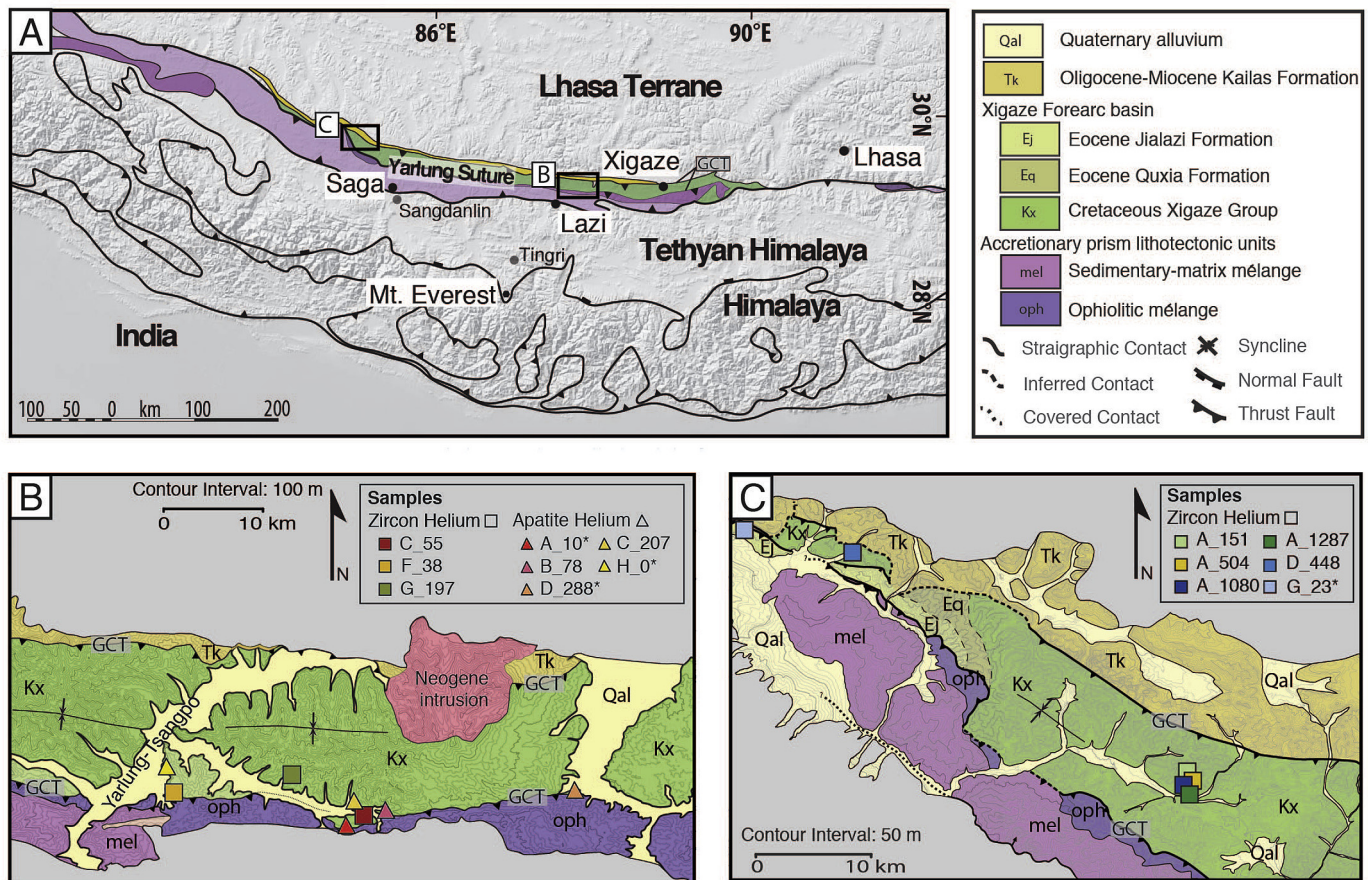 A
86°E
90°E
Lhasa Terrane
30°N
C
Lhasa
Xigaze
GCT
B
Yarlung Suture
Saga
Sangdanlin
Lazi
Tethyan Himalaya
Tingri
Mt. Everest
Himalaya
28°N
India
100 50 0 km 100 200
Qal Quaternary alluvium
Tk Oligocene-Miocene Kailas Formation
Xigaze Forearc basin
Ej Eocene Jialazi Formation
Eq Eocene Quxia Formation
Kx Cretaceous Xigaze Group
Accretionary prism lithotectonic units
mel Sedimentary-matrix mélange
oph Ophiolitic mélange
Straigraphic Contact
Syncline
Inferred Contact
Normal Fault
Covered Contact
Thrust Fault
B
Contour Interval: 100 m
0 10 km
N
Samples
Zircon Helium Apatite Helium
C_55 A_10* C_207
F_38 B_78 H_0*
G_197 D_288*
GCT
Tk
Neogene
intrusion
Tk
GCT
Kx
Qal
Kx
Kx
Yarlung-Tsangbo
GCT
oph
GCT
oph
mel
C
N
Samples
Zircon Helium
A_151 A_1287
A_504 D_448
A_1080 G_23*
Kx
Ej
Tk
Tk
?
Eq
Ej
Qal
mel
oph
Tk
Kx
Qal
?
GCT
Kx
oph
mel
GCT
Qal
Contour Interval: 50 m
0 10 km